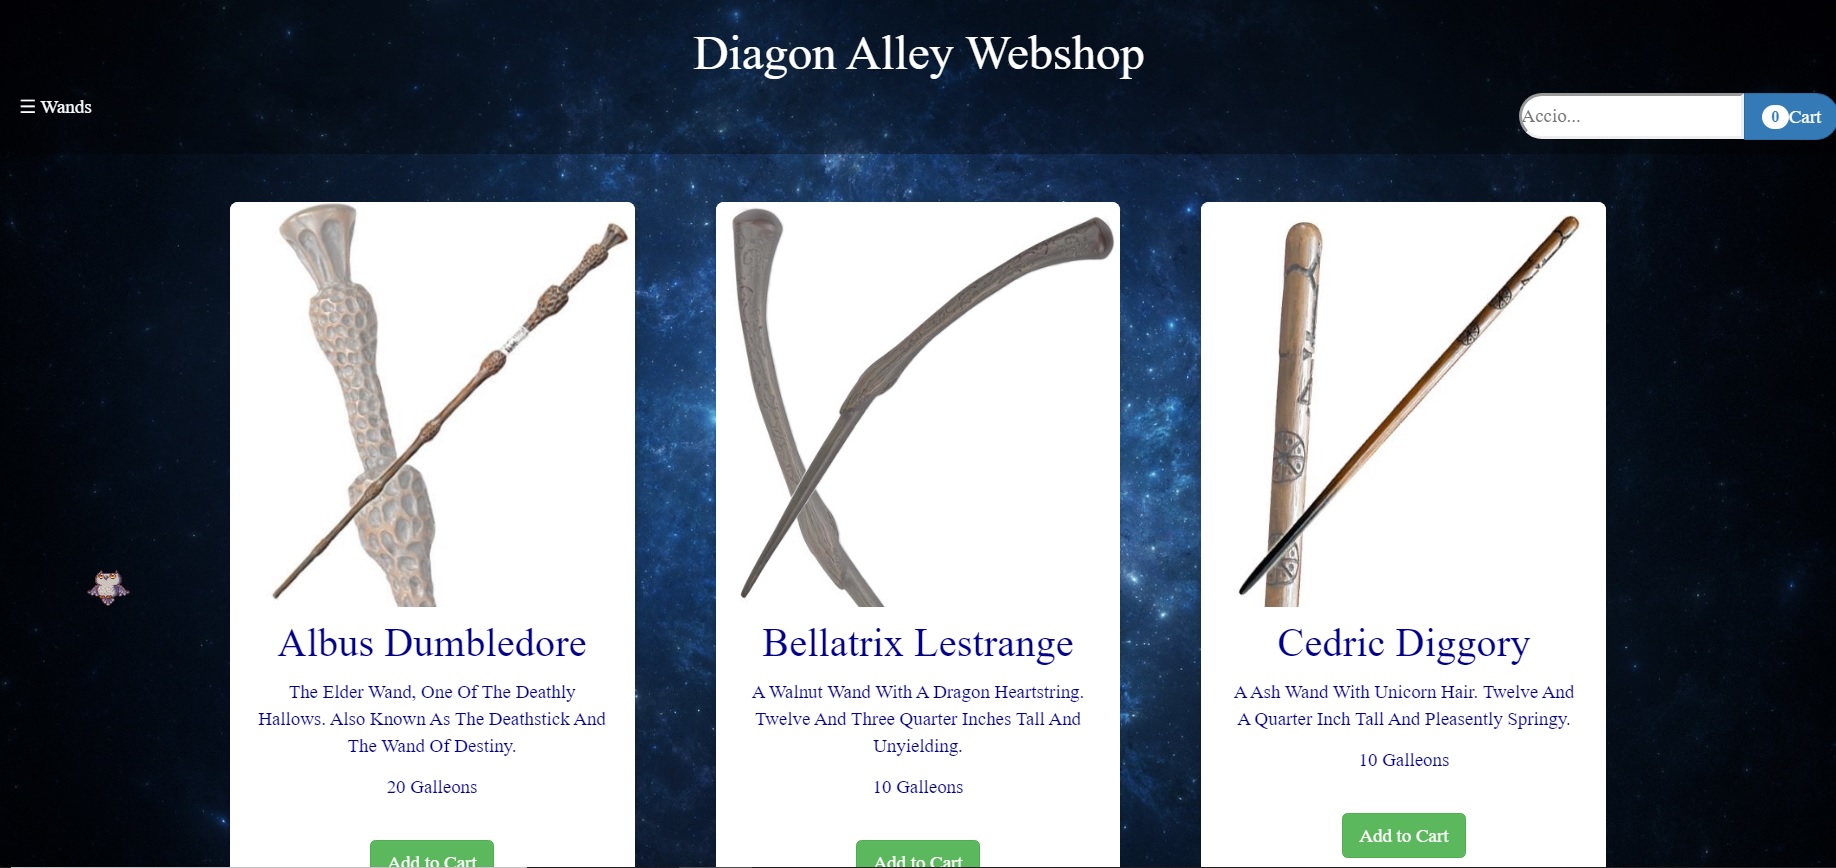 Diagon Alley Webshop
☰ Wands
Accio...
0 Cart
Albus Dumbledore
The Elder Wand, One Of The Deathly
Hallows. Also Known As The Deathstick And
The Wand Of Destiny.
20 Galleons
Add to Cart
Bellatrix Lestrange
A Walnut Wand With A Dragon Heartstring.
Twelve And Three Quarter Inches Tall And
Unyielding.
10 Galleons
Add to Cart
Cedric Diggory
A Ash Wand With Unicorn Hair. Twelve And
A Quarter Inch Tall And Pleasently Springy.
10 Galleons
Add to Cart